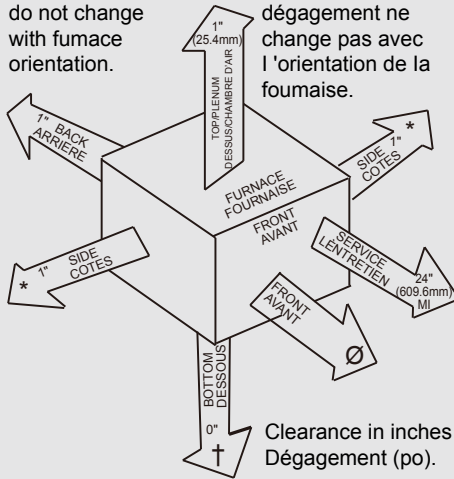 do not change
with fumace
orientation.
dégagement ne
change pas avec
l 'orientation de la
foumaise.
1"
(25.4mm)
TOP/PLENUM
DESSUS/CHAMBRE D'AIR
1" BACK
ARRIERE
SIDE 1" *
COTES
FURNACE
FOURNAISE
FRONT
AVANT
* 1" SIDE
COTES
SERVICE
LÈNTRETIEN
24"
(609.6mm)
MI
FRONT
AVANT
Ø
BOTTOM
DESSOUS
0"
†
Clearance in inches
Dégagement (po).